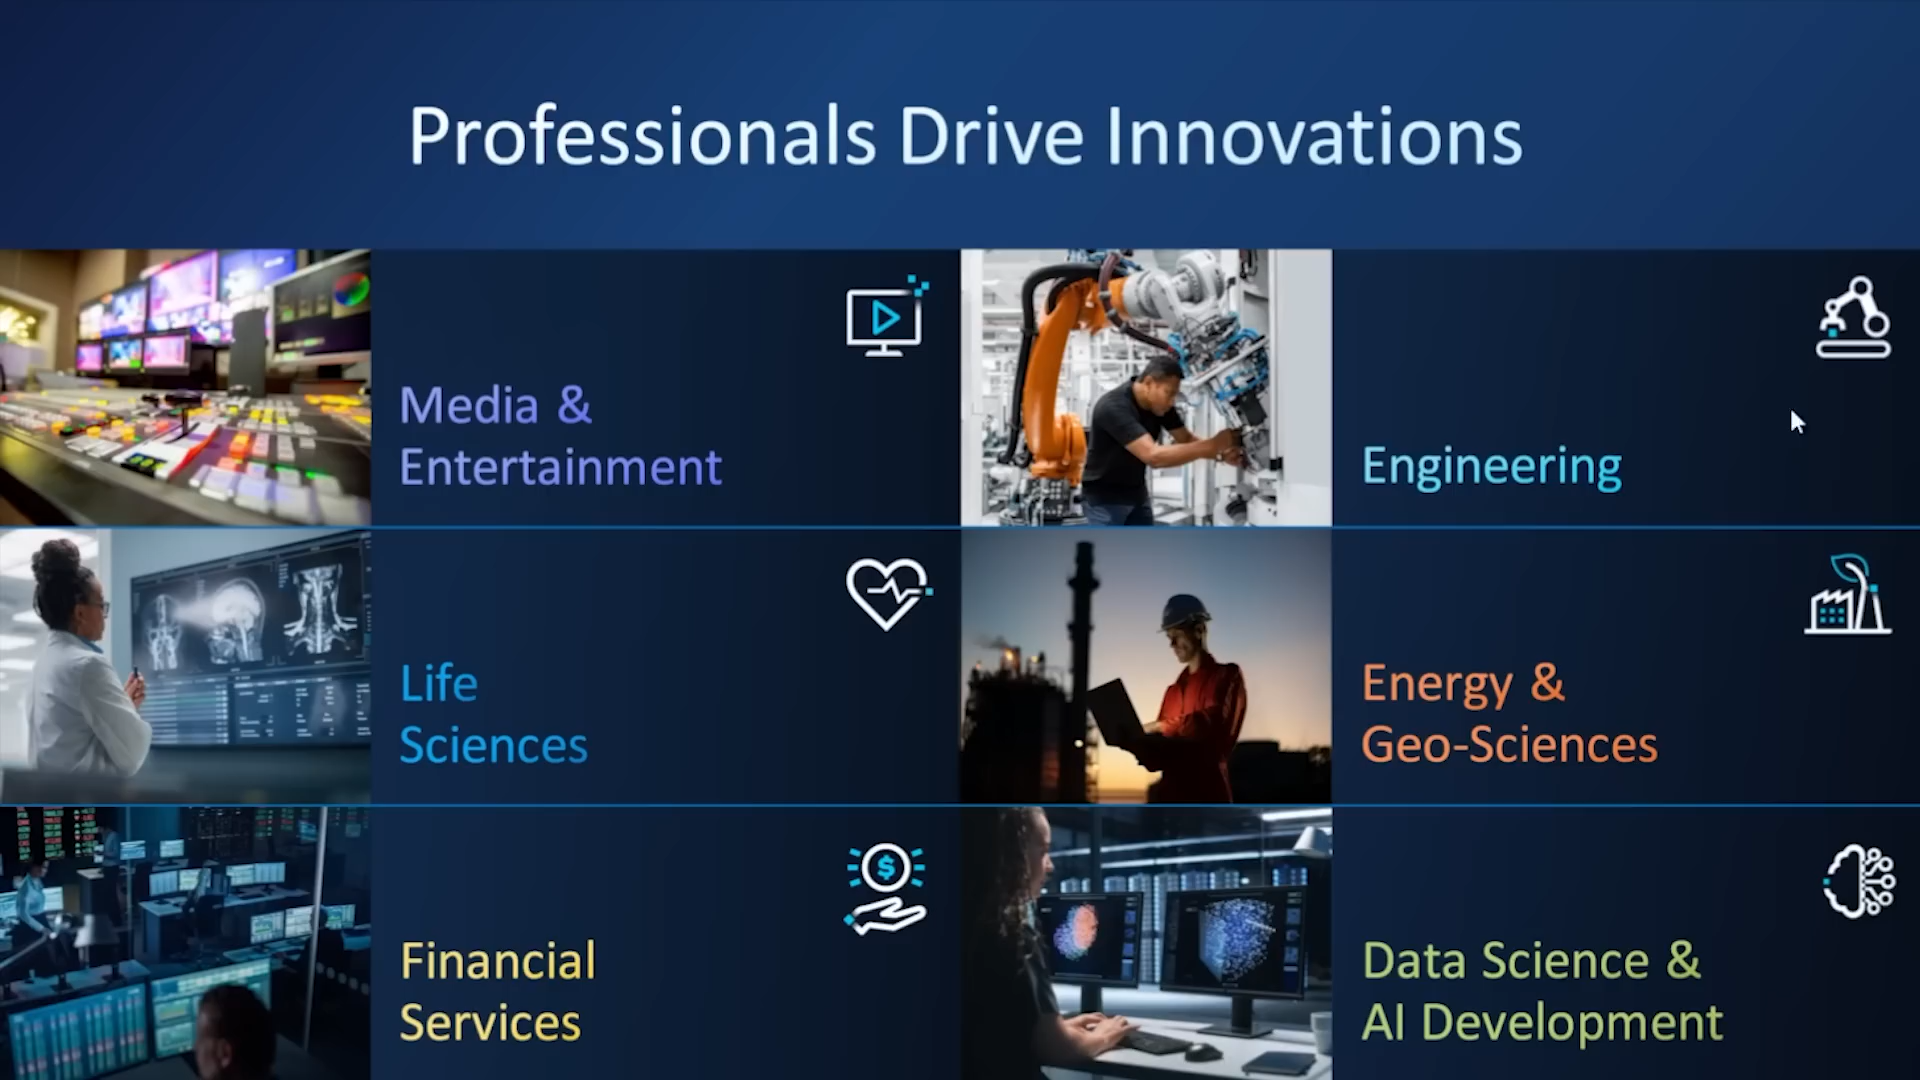 Professionals Drive Innovations
Media &
Entertainment
Engineering
Life
Sciences
Energy &
Geo-Sciences
$
Financial
Services
Data Science &
AI Development